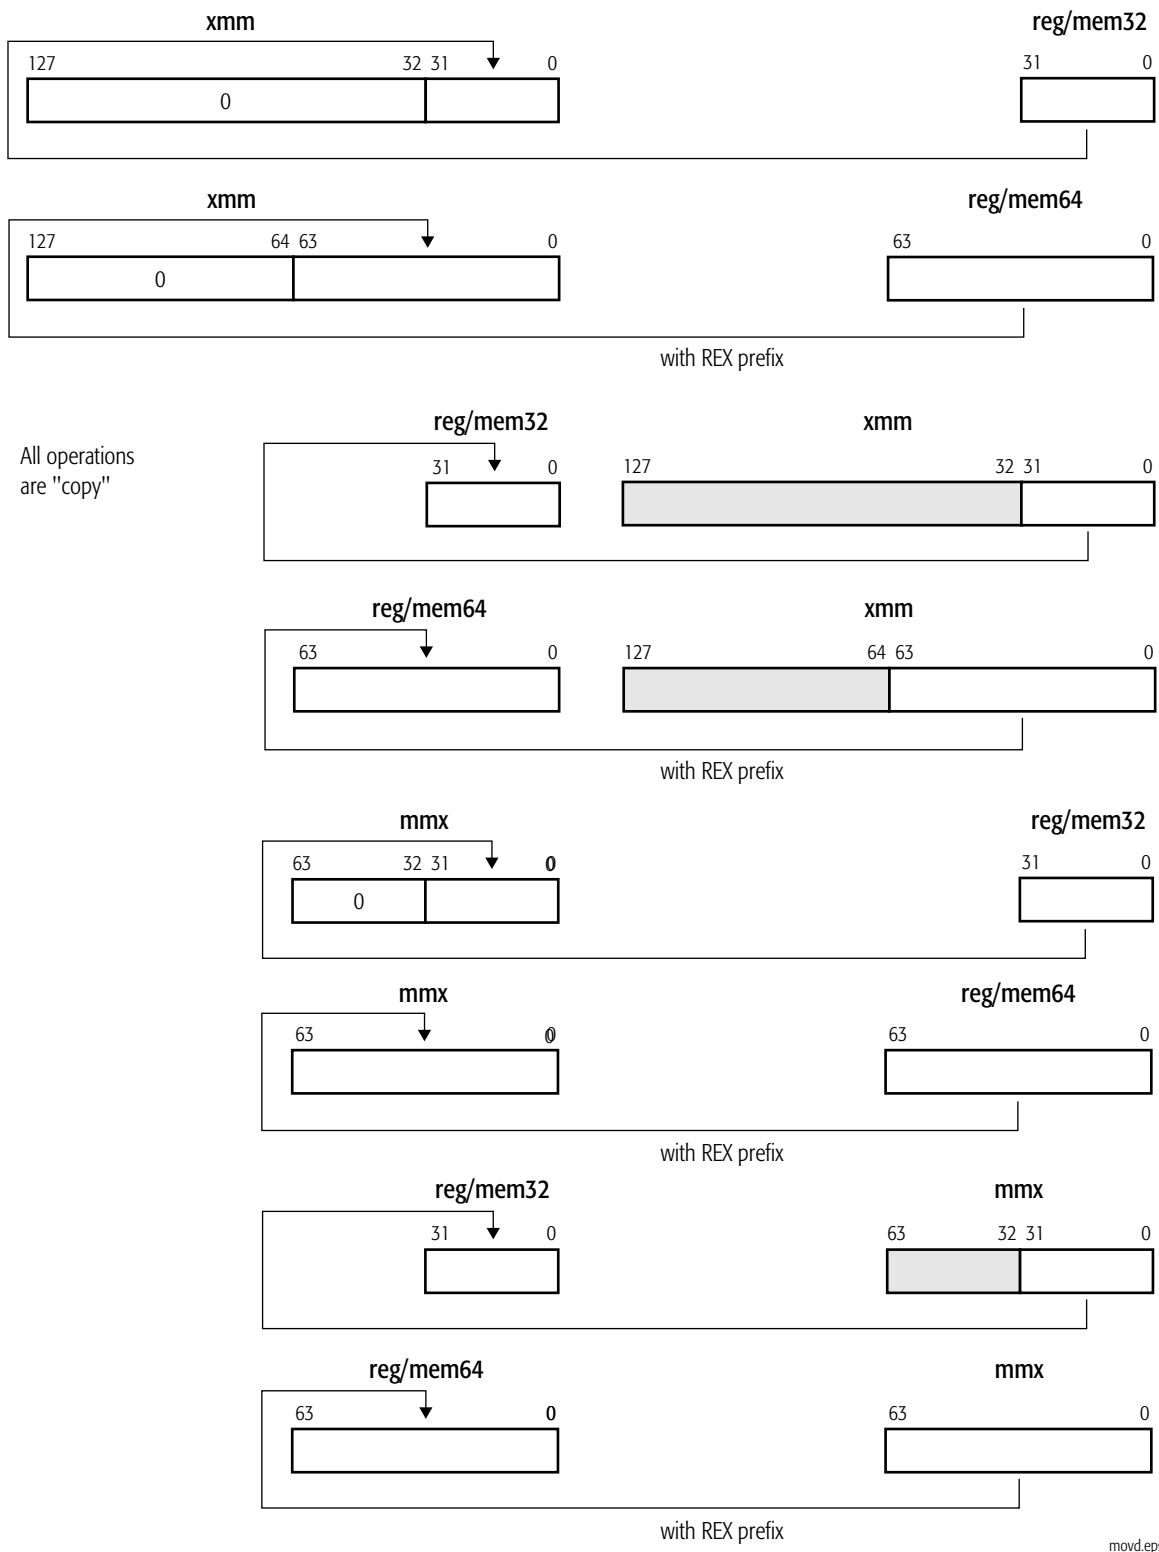 xmm reg/mem32
127 32 31 0 31 0
0
xmm reg/mem64
127 64 63 0 63 0
0
with REX prefix
All operations
are "copy"
reg/mem32 xmm
31 0 127 32 31 0
reg/mem64 xmm
63 0 127 64 63 0
with REX prefix
mmx reg/mem32
63 32 31 0 31 0
0
mmx reg/mem64
63 0 63 0
with REX prefix
reg/mem32 mmx
31 0 63 32 31 0
reg/mem64 mmx
63 0 63 0
with REX prefix
movd.eps